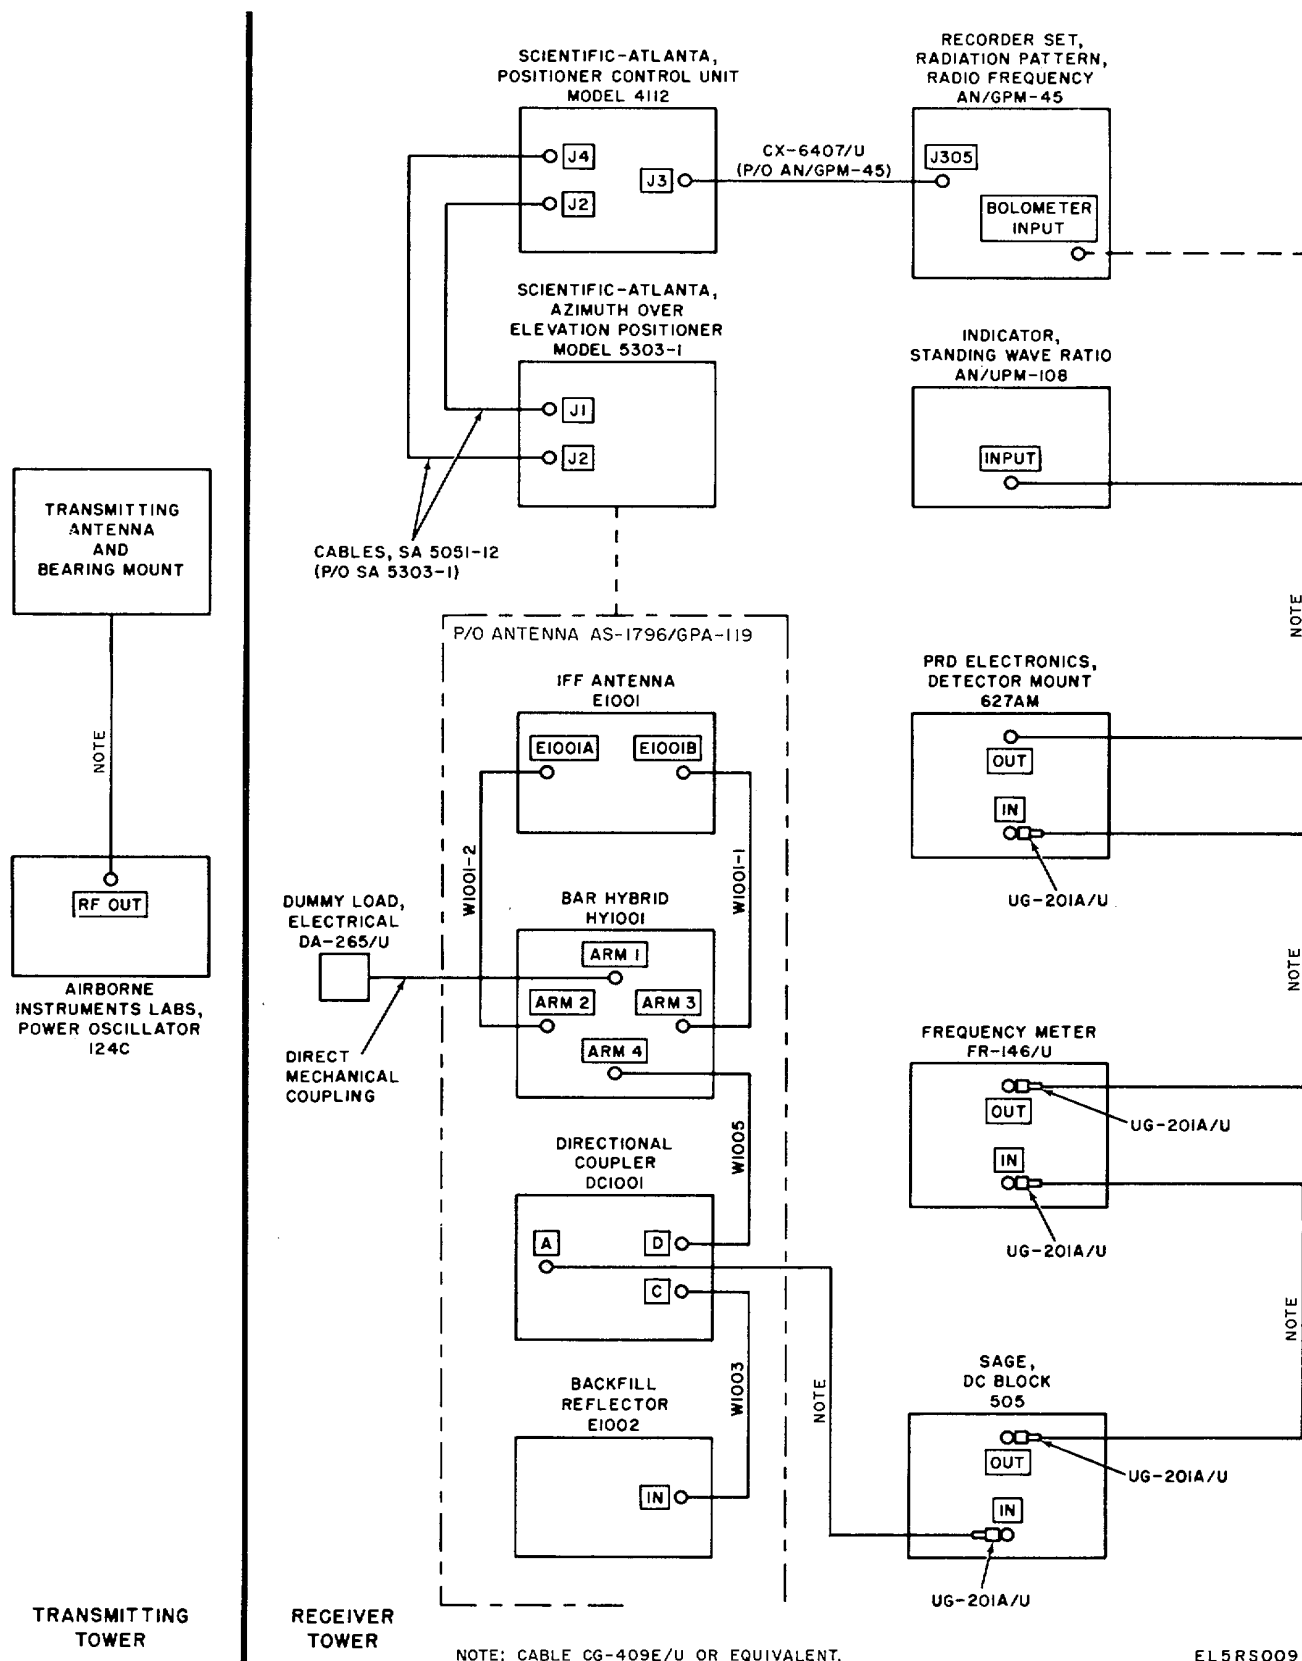 SCIENTIFIC-ATLANTA,
POSITIONER CONTROL UNIT
MODEL 4112
J4
J2
J3
CX-6407/U
(P/O AN/GPM-45)
RECORDER SET,
RADIATION PATTERN,
RADIO FREQUENCY
AN/GPM-45
J305
BOLOMETER
INPUT
SCIENTIFIC-ATLANTA,
AZIMUTH OVER
ELEVATION POSITIONER
MODEL 5303-1
J1
J2
CABLES, SA 5051-12
(P/O SA 5303-1)
INDICATOR,
STANDING WAVE RATIO
AN/UPM-108
INPUT
TRANSMITTING
ANTENNA
AND
BEARING MOUNT
NOTE
RF OUT
AIRBORNE
INSTRUMENTS LABS,
POWER OSCILLATOR
124C
P/O ANTENNA AS-1796/GPA-119
IFF ANTENNA
E1001
E1001A
E1001B
W1001-2
W1001-1
BAR HYBRID
HY1001
ARM 1
ARM 2
ARM 3
ARM 4
DUMMY LOAD,
ELECTRICAL
DA-265/U
DIRECT
MECHANICAL
COUPLING
W1005
DIRECTIONAL
COUPLER
DC1001
A
D
C
W1003
NOTE
BACKFILL
REFLECTOR
E1002
IN
NOTE
PRD ELECTRONICS,
DETECTOR MOUNT
627AM
OUT
IN
UG-201A/U
NOTE
FREQUENCY METER
FR-146/U
OUT
UG-201A/U
IN
UG-201A/U
NOTE
SAGE,
DC BLOCK
505
OUT
UG-201A/U
IN
UG-201A/U
TRANSMITTING
TOWER
RECEIVER
TOWER
NOTE: CABLE CG-409E/U OR EQUIVALENT.
EL5RS009